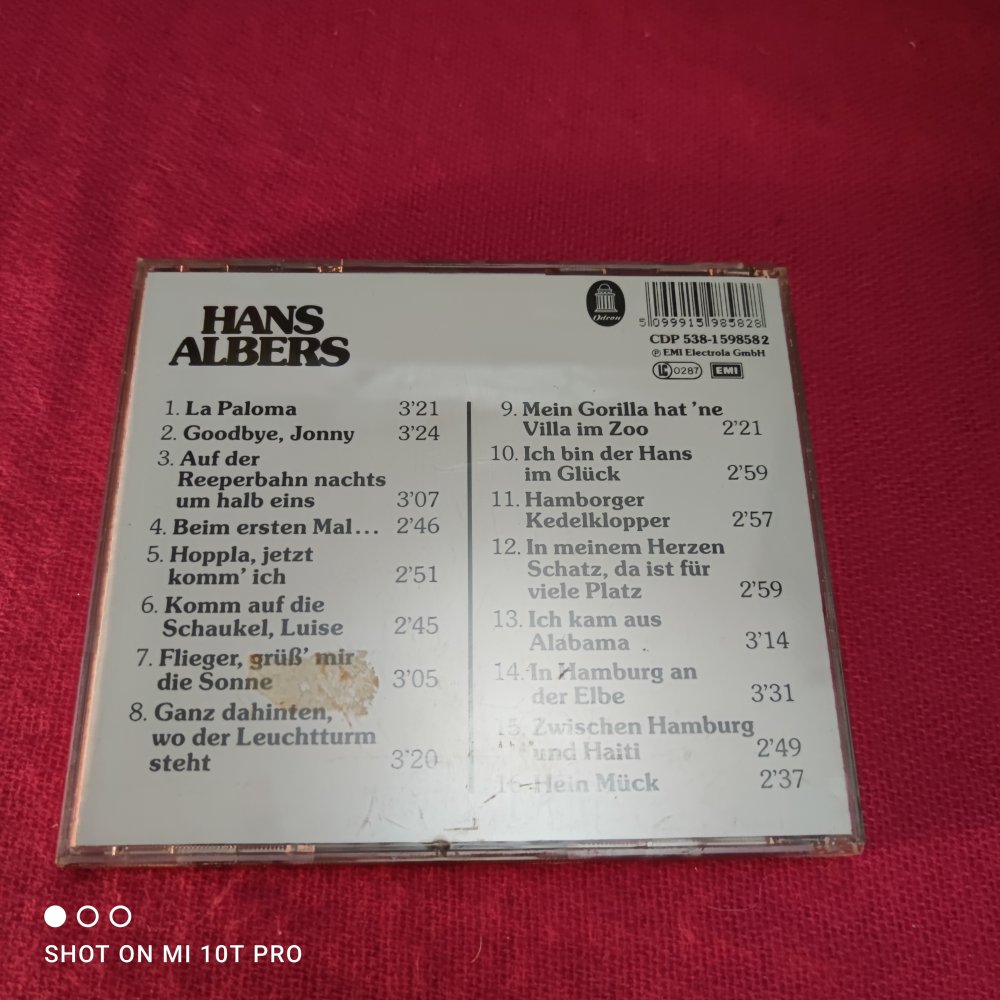 HANS
ALBERS
Odeon
5 099915 985828
CDP 538-1598582
℗ EMI Electrola GmbH
LC 0287 EMI
1. La Paloma 3'21
2. Goodbye, Jonny 3'24
3. Auf der
Reeperbahn nachts
um halb eins 3'07
4. Beim ersten Mal... 2'46
5. Hoppla, jetzt
komm' ich 2'51
6. Komm auf die
Schaukel, Luise 2'45
7. Flieger, grüß' mir
die Sonne 3'05
8. Ganz dahinten,
wo der Leuchtturm
steht 3'20
9. Mein Gorilla hat 'ne
Villa im Zoo 2'21
10. Ich bin der Hans
im Glück 2'59
11. Hamborger
Kedelklopper 2'57
12. In meinem Herzen
Schatz, da ist für
viele Platz 2'59
13. Ich kam aus
Alabama 3'14
14. In Hamburg an
der Elbe 3'31
15. Zwischen Hamburg
und Haiti 2'49
16. Hein Mück 2'37
SHOT ON MI 10T PRO